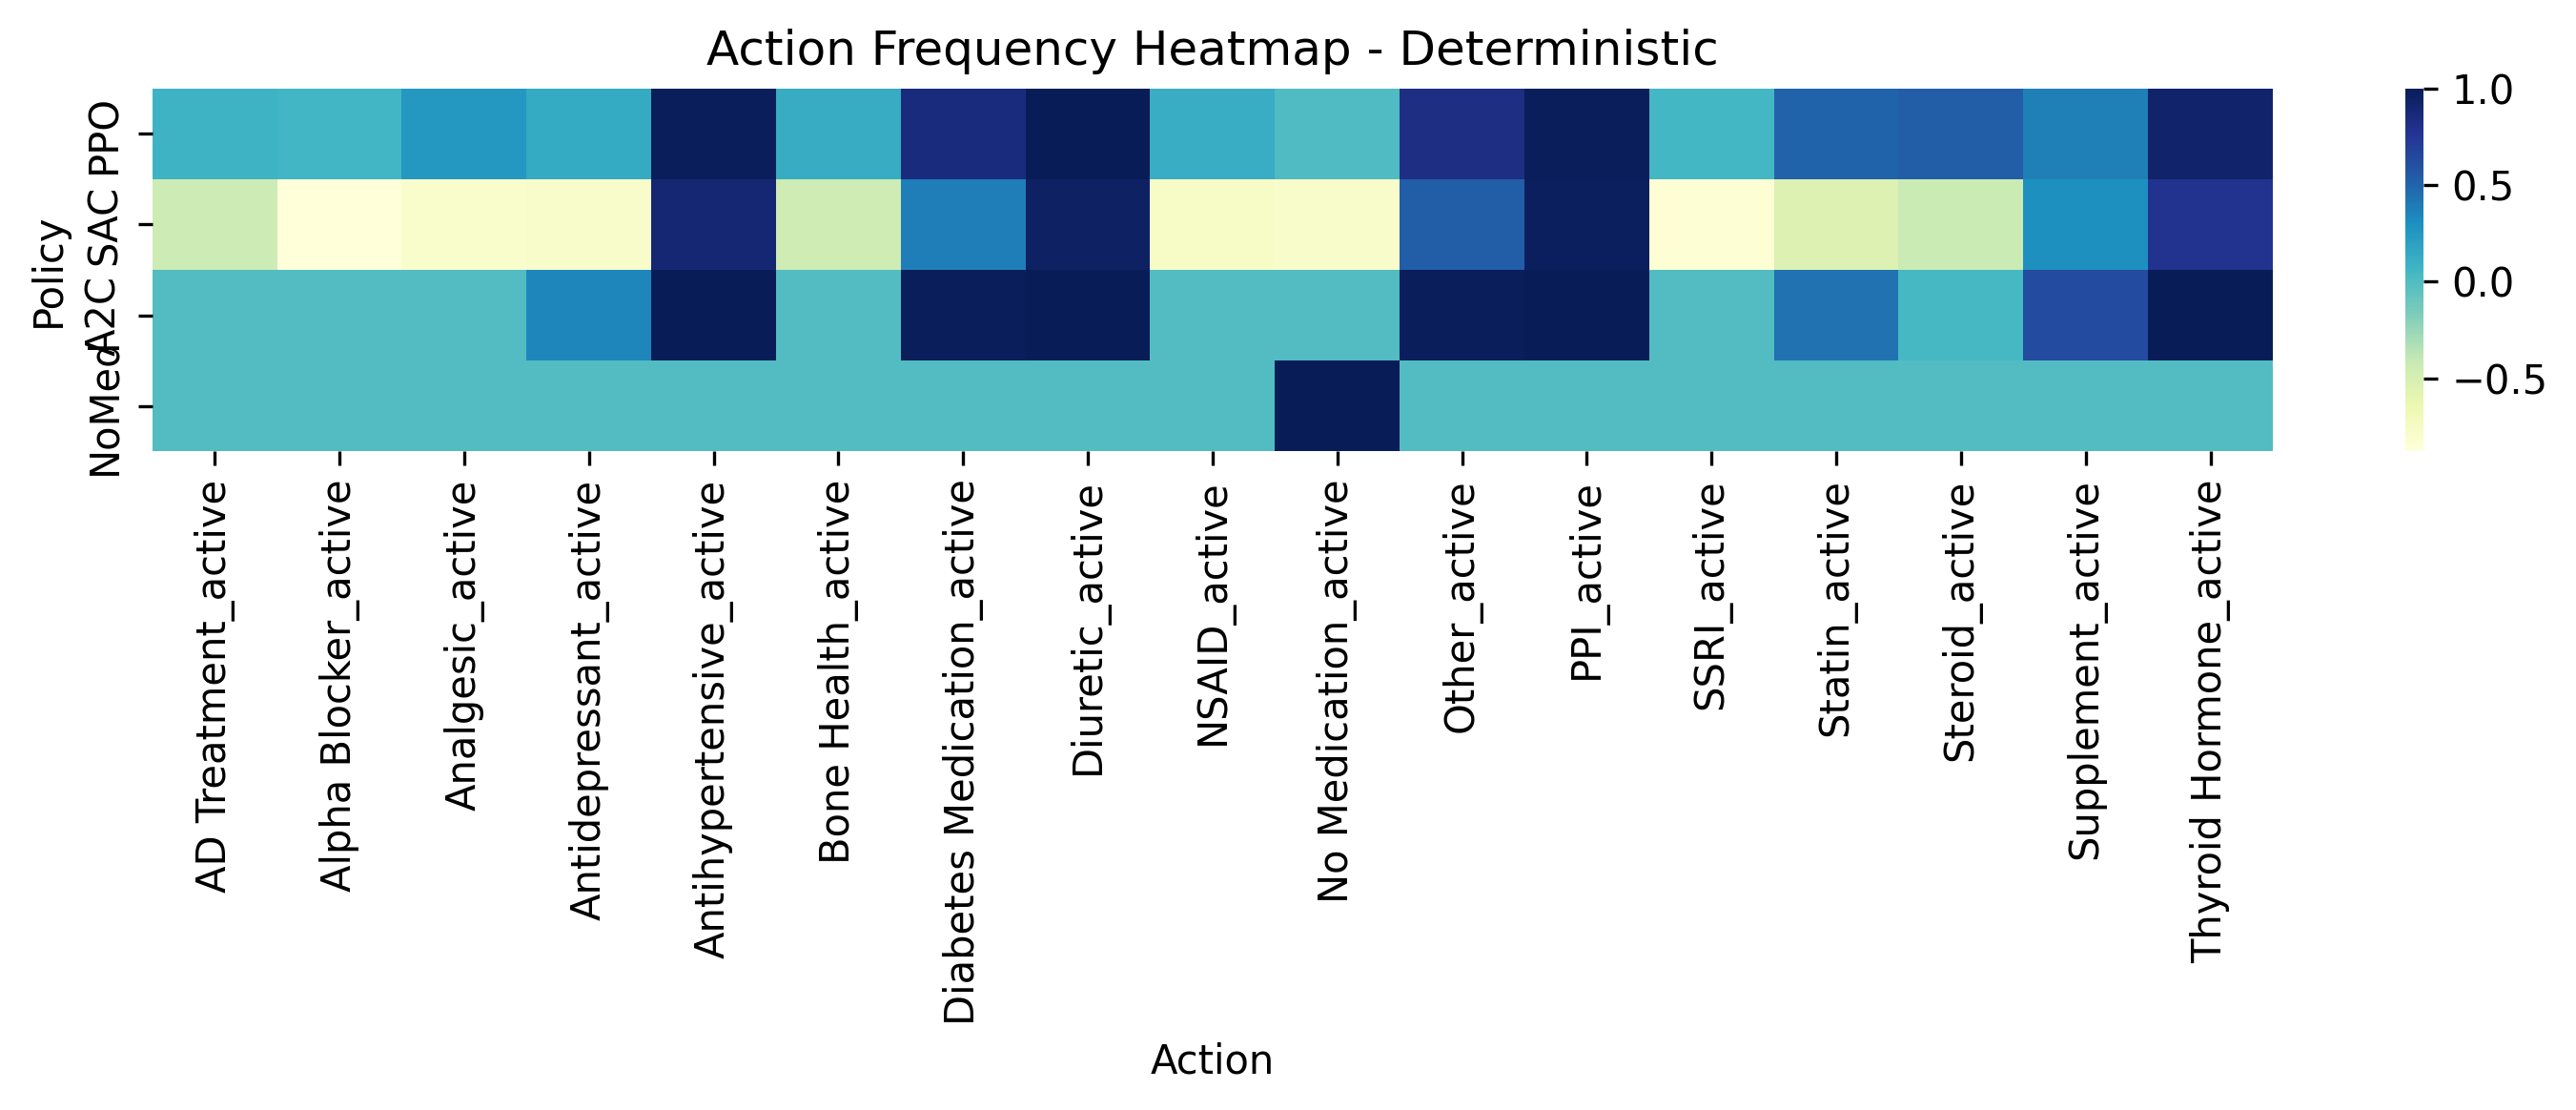 Action Frequency Heatmap - Deterministic
Policy
PPO
SAC
A2C
NoMed
AD Treatment_active
Alpha Blocker_active
Analgesic_active
Antidepressant_active
Antihypertensive_active
Bone Health_active
Diabetes Medication_active
Diuretic_active
NSAID_active
No Medication_active
Other_active
PPI_active
SSRI_active
Statin_active
Steroid_active
Supplement_active
Thyroid Hormone_active
Action
1.0
0.5
0.0
−0.5